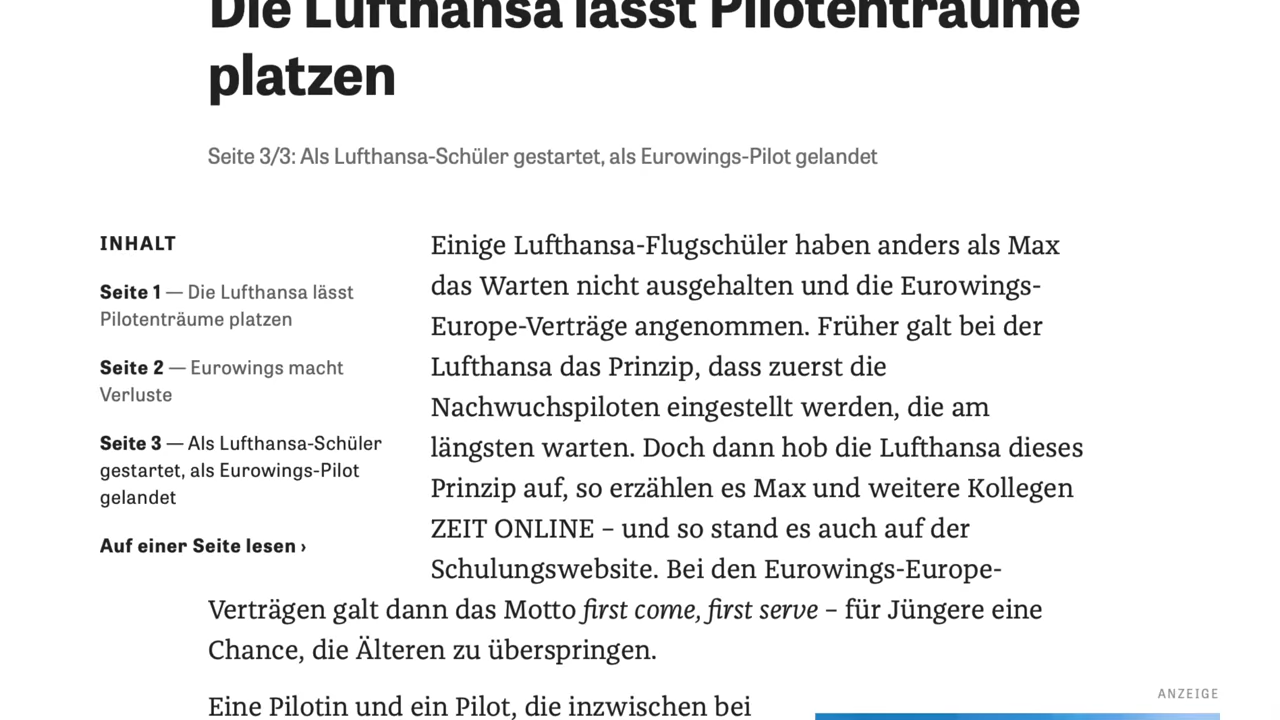 Die Lufthansa lässt Pilotenträume
platzen
Seite 3/3: Als Lufthansa-Schüler gestartet, als Eurowings-Pilot gelandet
INHALT
Seite 1 — Die Lufthansa lässt
Pilotenträume platzen
Seite 2 — Eurowings macht
Verluste
Seite 3 — Als Lufthansa-Schüler
gestartet, als Eurowings-Pilot
gelandet
Auf einer Seite lesen ›
Einige Lufthansa-Flugschüler haben anders als Max
das Warten nicht ausgehalten und die Eurowings-
Europe-Verträge angenommen. Früher galt bei der
Lufthansa das Prinzip, dass zuerst die
Nachwuchspiloten eingestellt werden, die am
längsten warten. Doch dann hob die Lufthansa dieses
Prinzip auf, so erzählen es Max und weitere Kollegen
ZEIT ONLINE – und so stand es auch auf der
Schulungswebsite. Bei den Eurowings-Europe-
Verträgen galt dann das Motto first come, first serve – für Jüngere eine
Chance, die Älteren zu überspringen.
Eine Pilotin und ein Pilot, die inzwischen bei
ANZEIGE